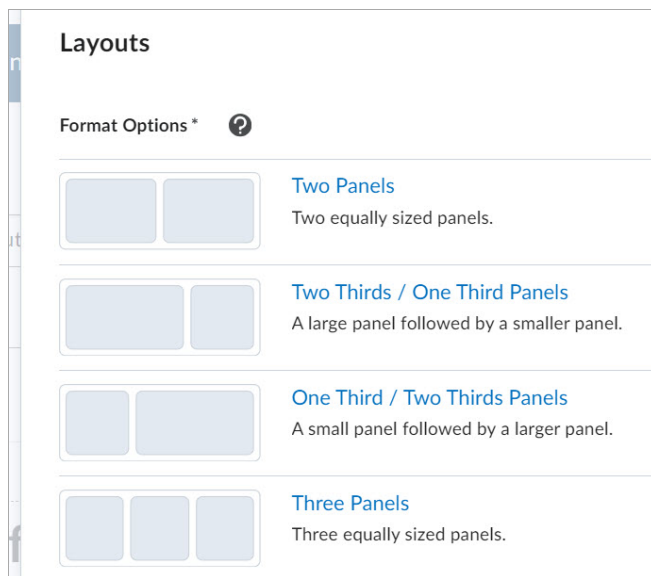 Layouts
Format Options *
Two Panels
Two equally sized panels.
Two Thirds / One Third Panels
A large panel followed by a smaller panel.
One Third / Two Thirds Panels
A small panel followed by a larger panel.
Three Panels
Three equally sized panels.